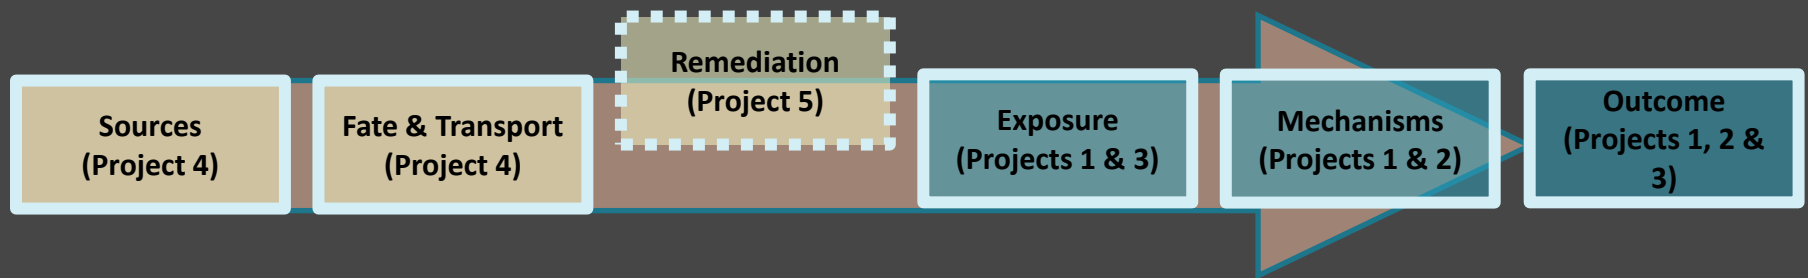 Sources
(Project 4)
Fate & Transport
(Project 4)
Remediation
(Project 5)
Exposure
(Projects 1 & 3)
Mechanisms
(Projects 1 & 2)
Outcome
(Projects 1, 2 &
3)